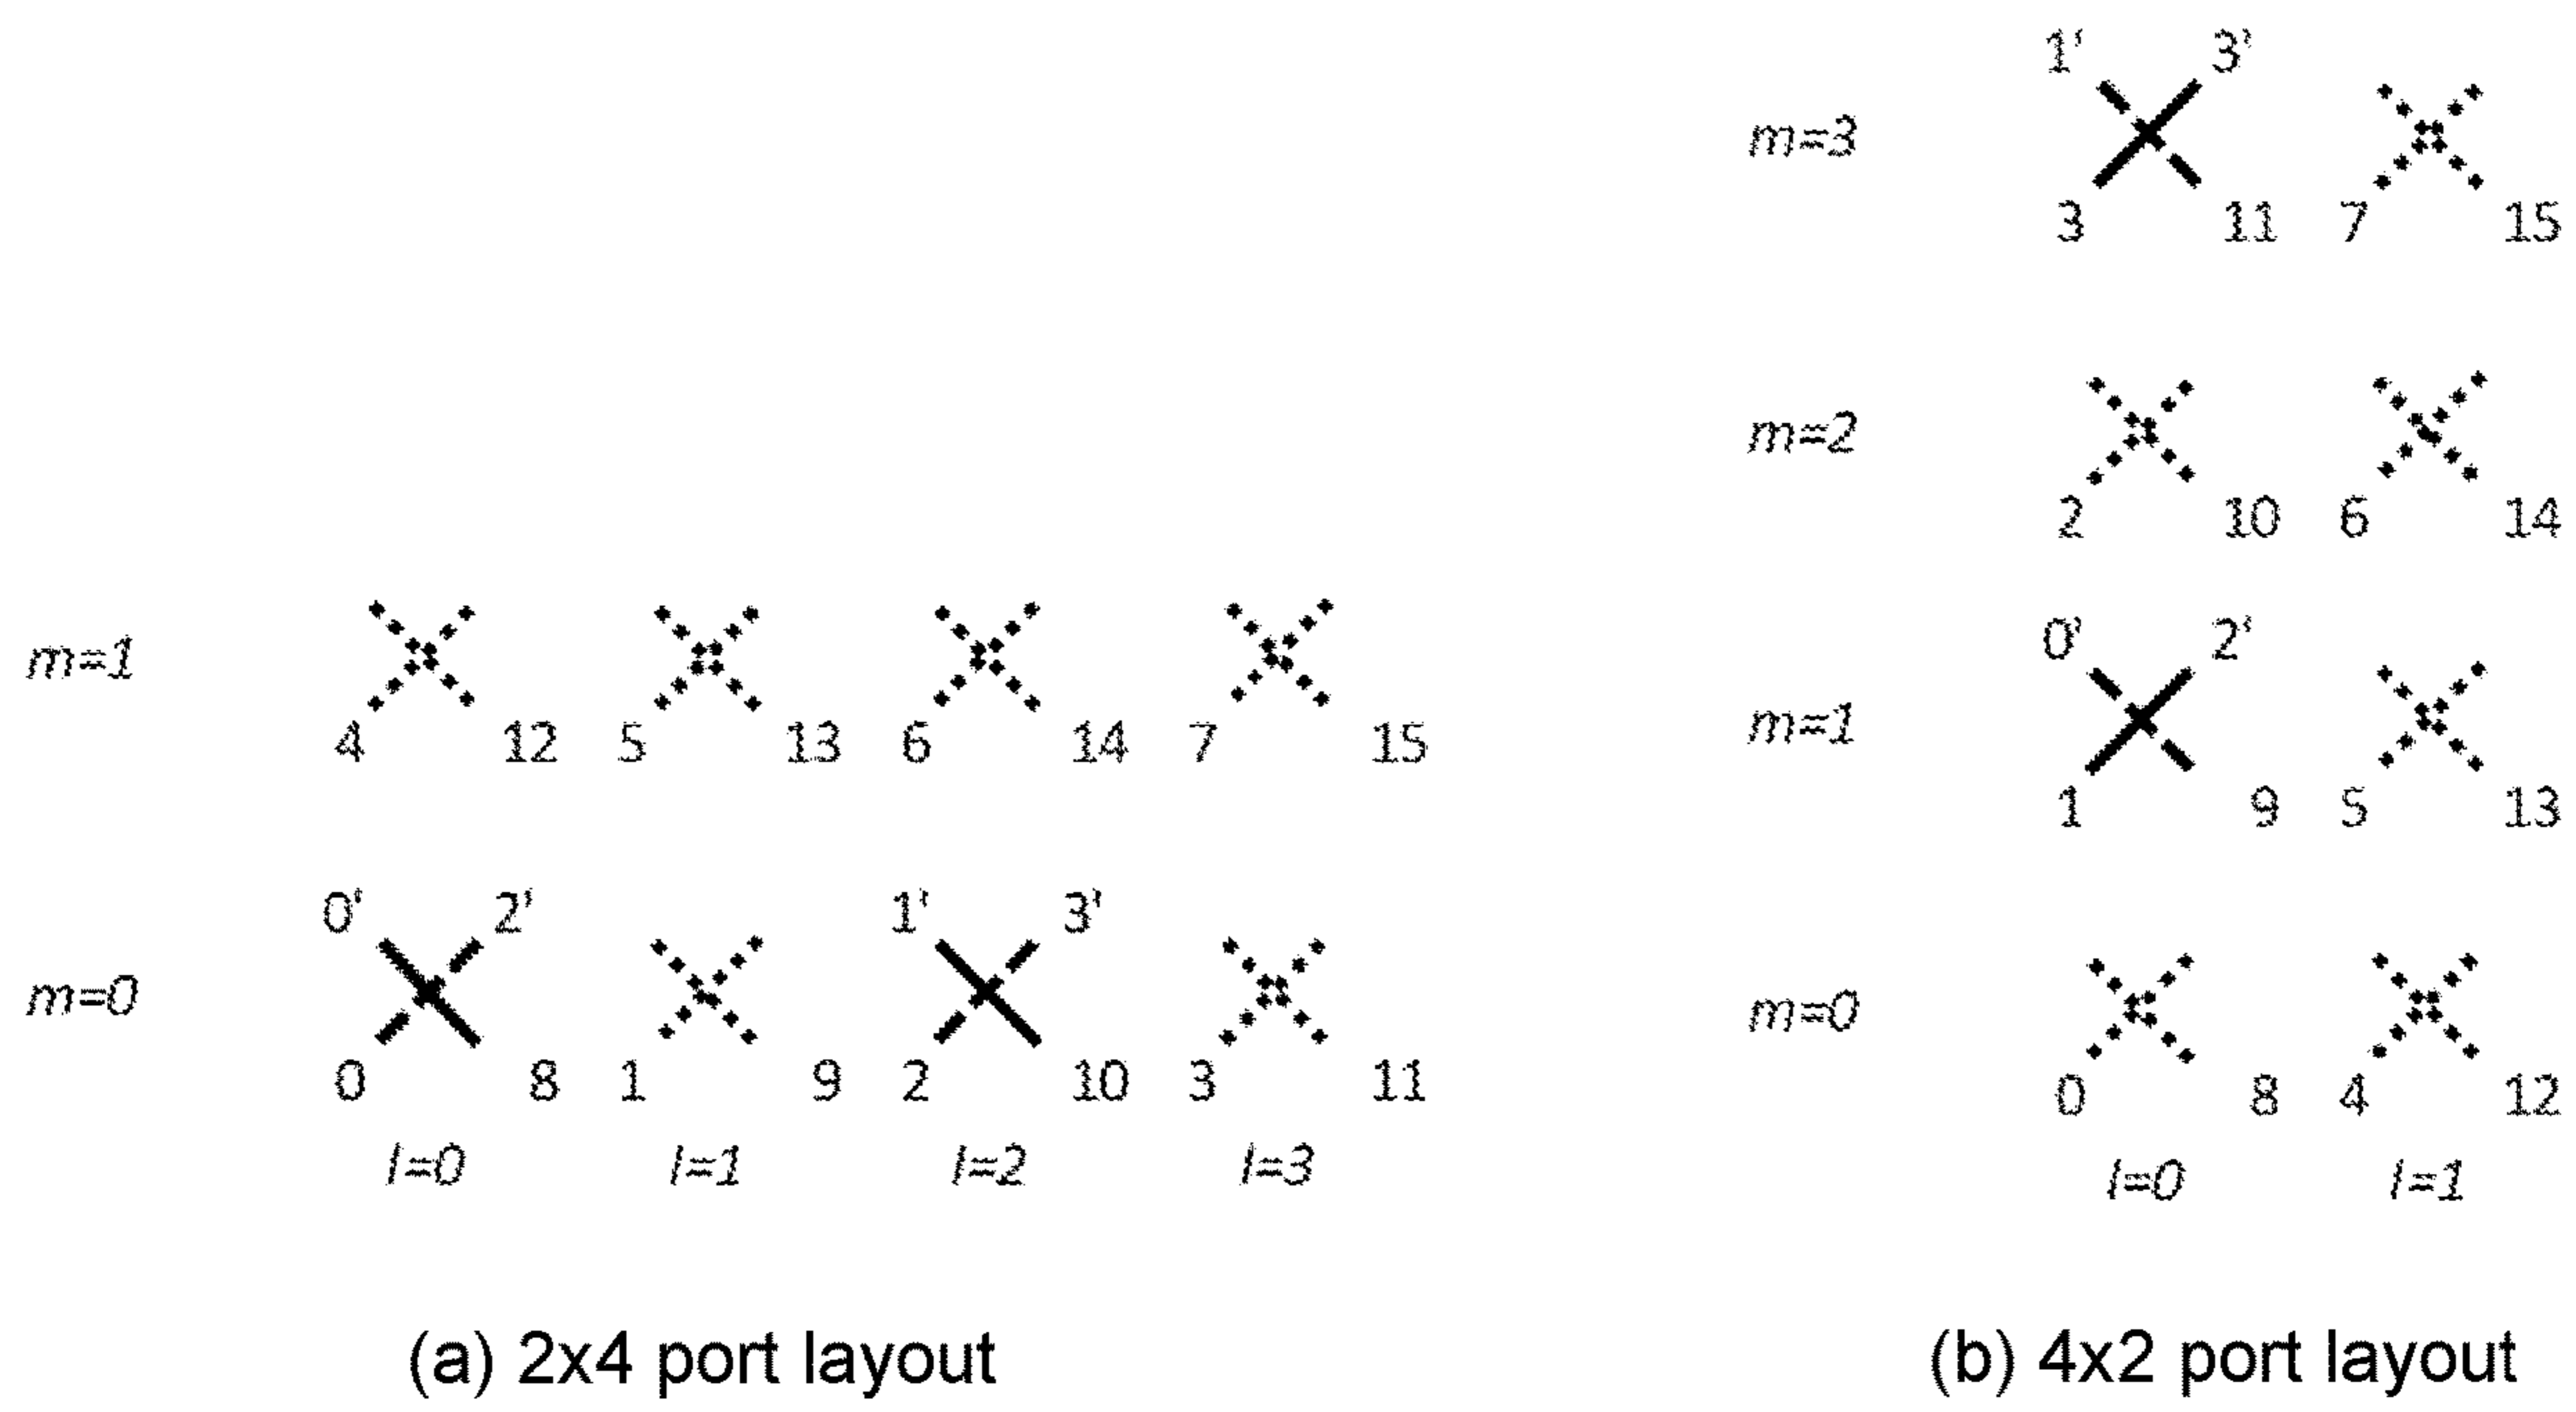 1' 3'
m=3
3 11 7 15
m=2
2 10 6 14
0' 2'
m=1
1 9 5 13
m=0
0 8 4 12
l=0 l=1
(b) 4x2 port layout
m=1
4 12 5 13 6 14 7 15
0' 2' 1' 3'
m=0
0 8 1 9 2 10 3 11
l=0 l=1 l=2 l=3
(a) 2x4 port layout